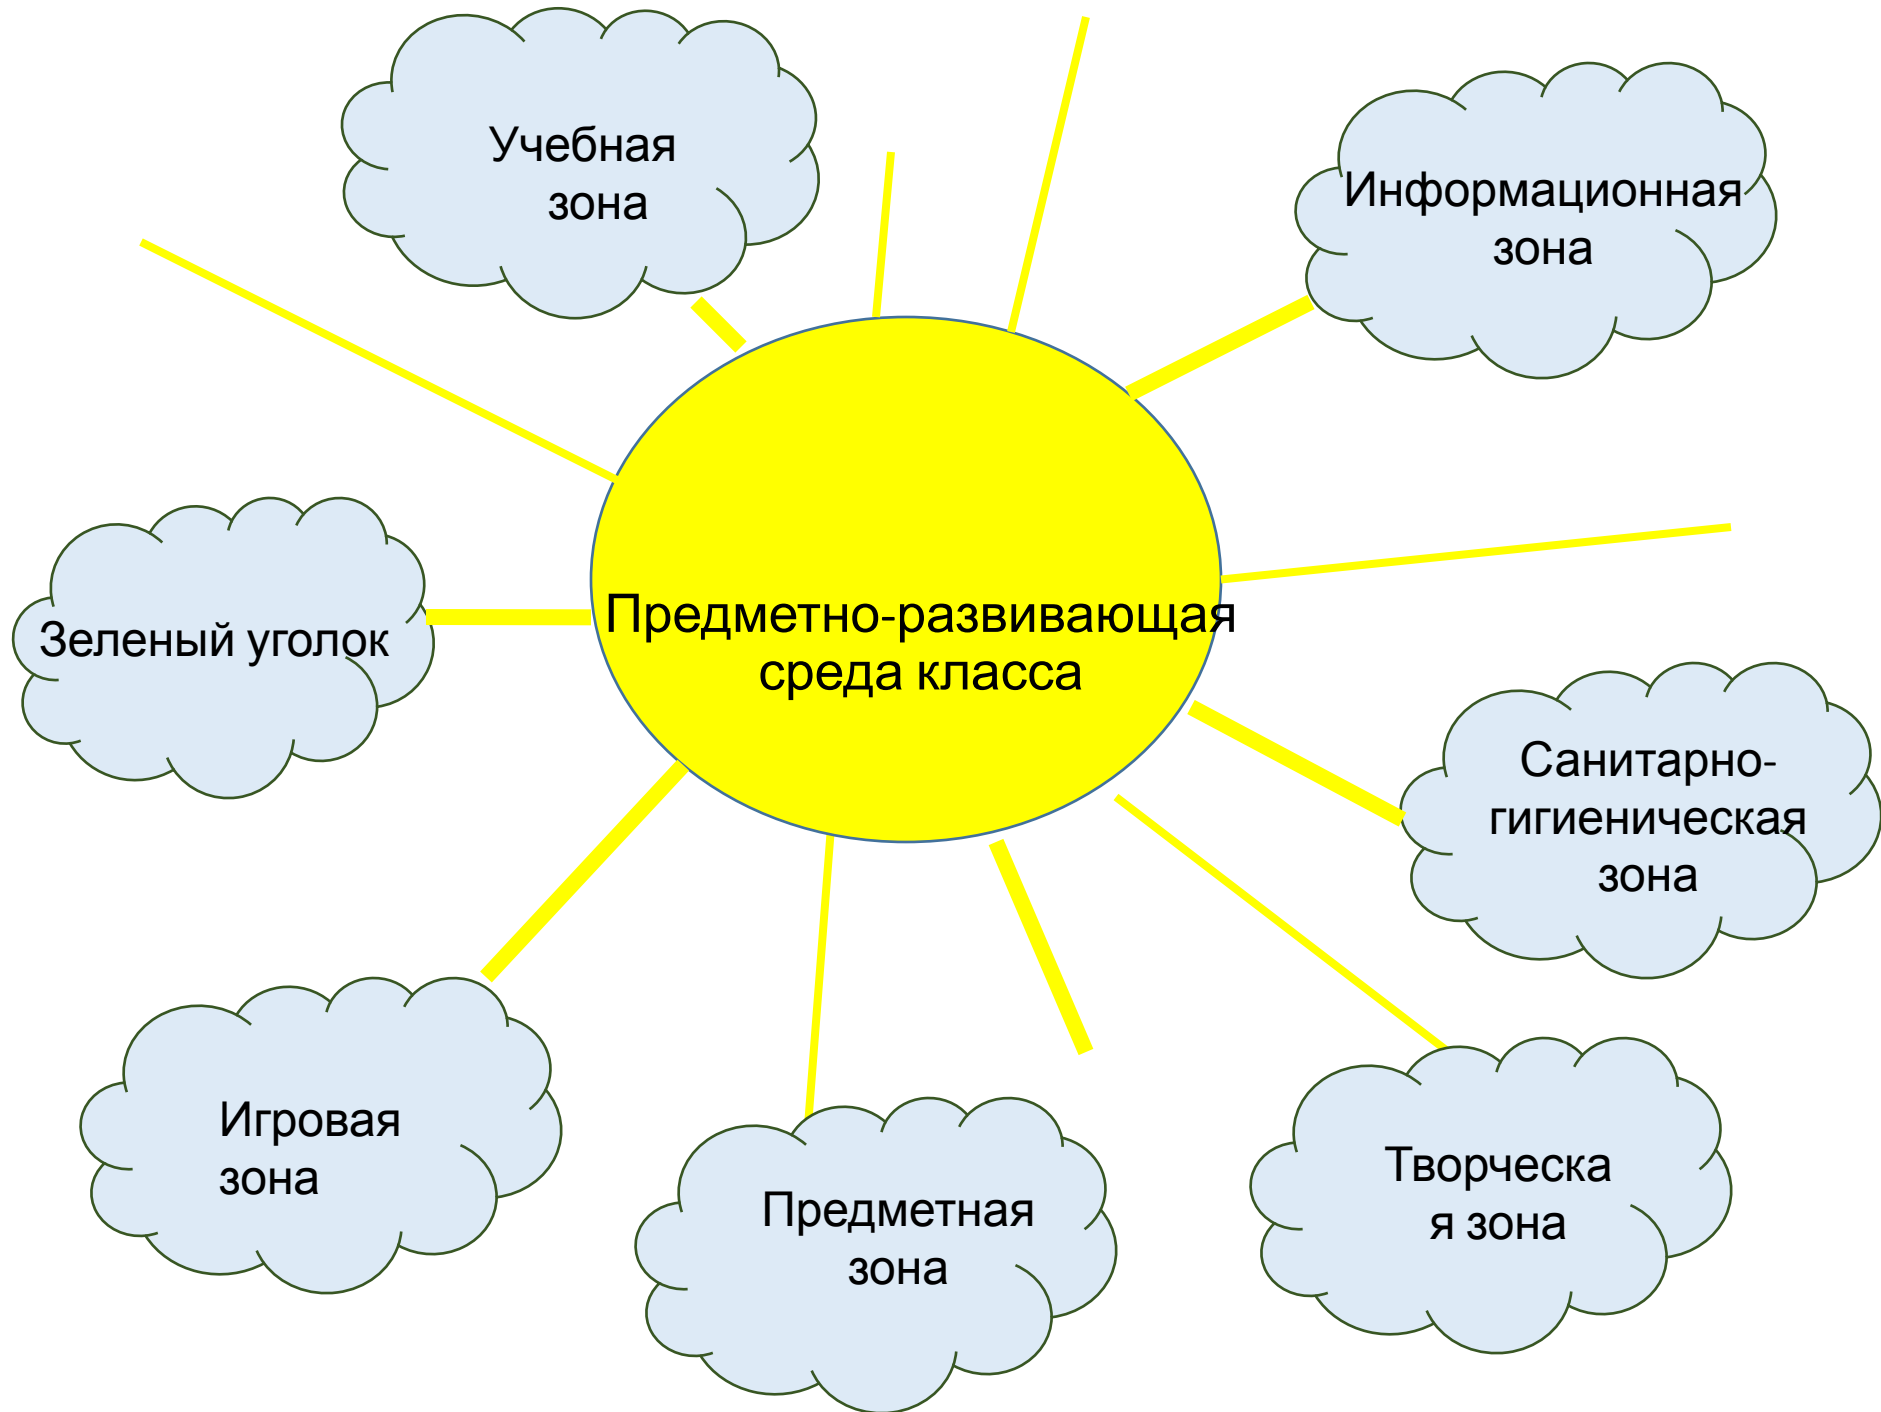 Учебная
зона
Информационная
зона
Предметно-развивающая
среда класса
Зеленый уголок
Санитарно-
гигиеническая
зона
Игровая
зона
Предметная
зона
Творческа
я зона